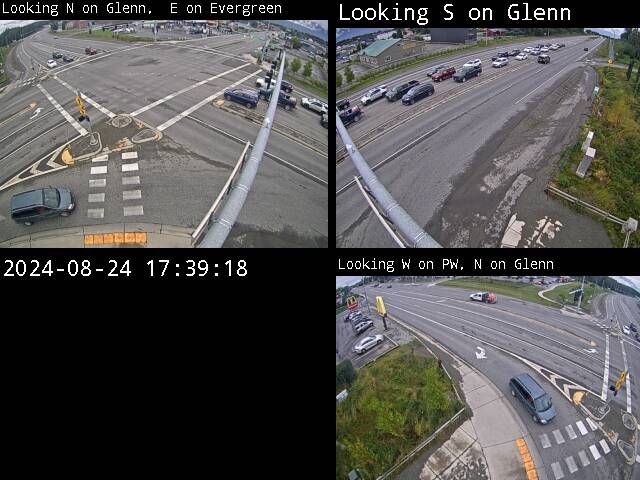 Looking N on Glenn,  E on Evergreen
Looking S on Glenn
2024-08-24 17:39:18
Looking W on PW, N on Glenn